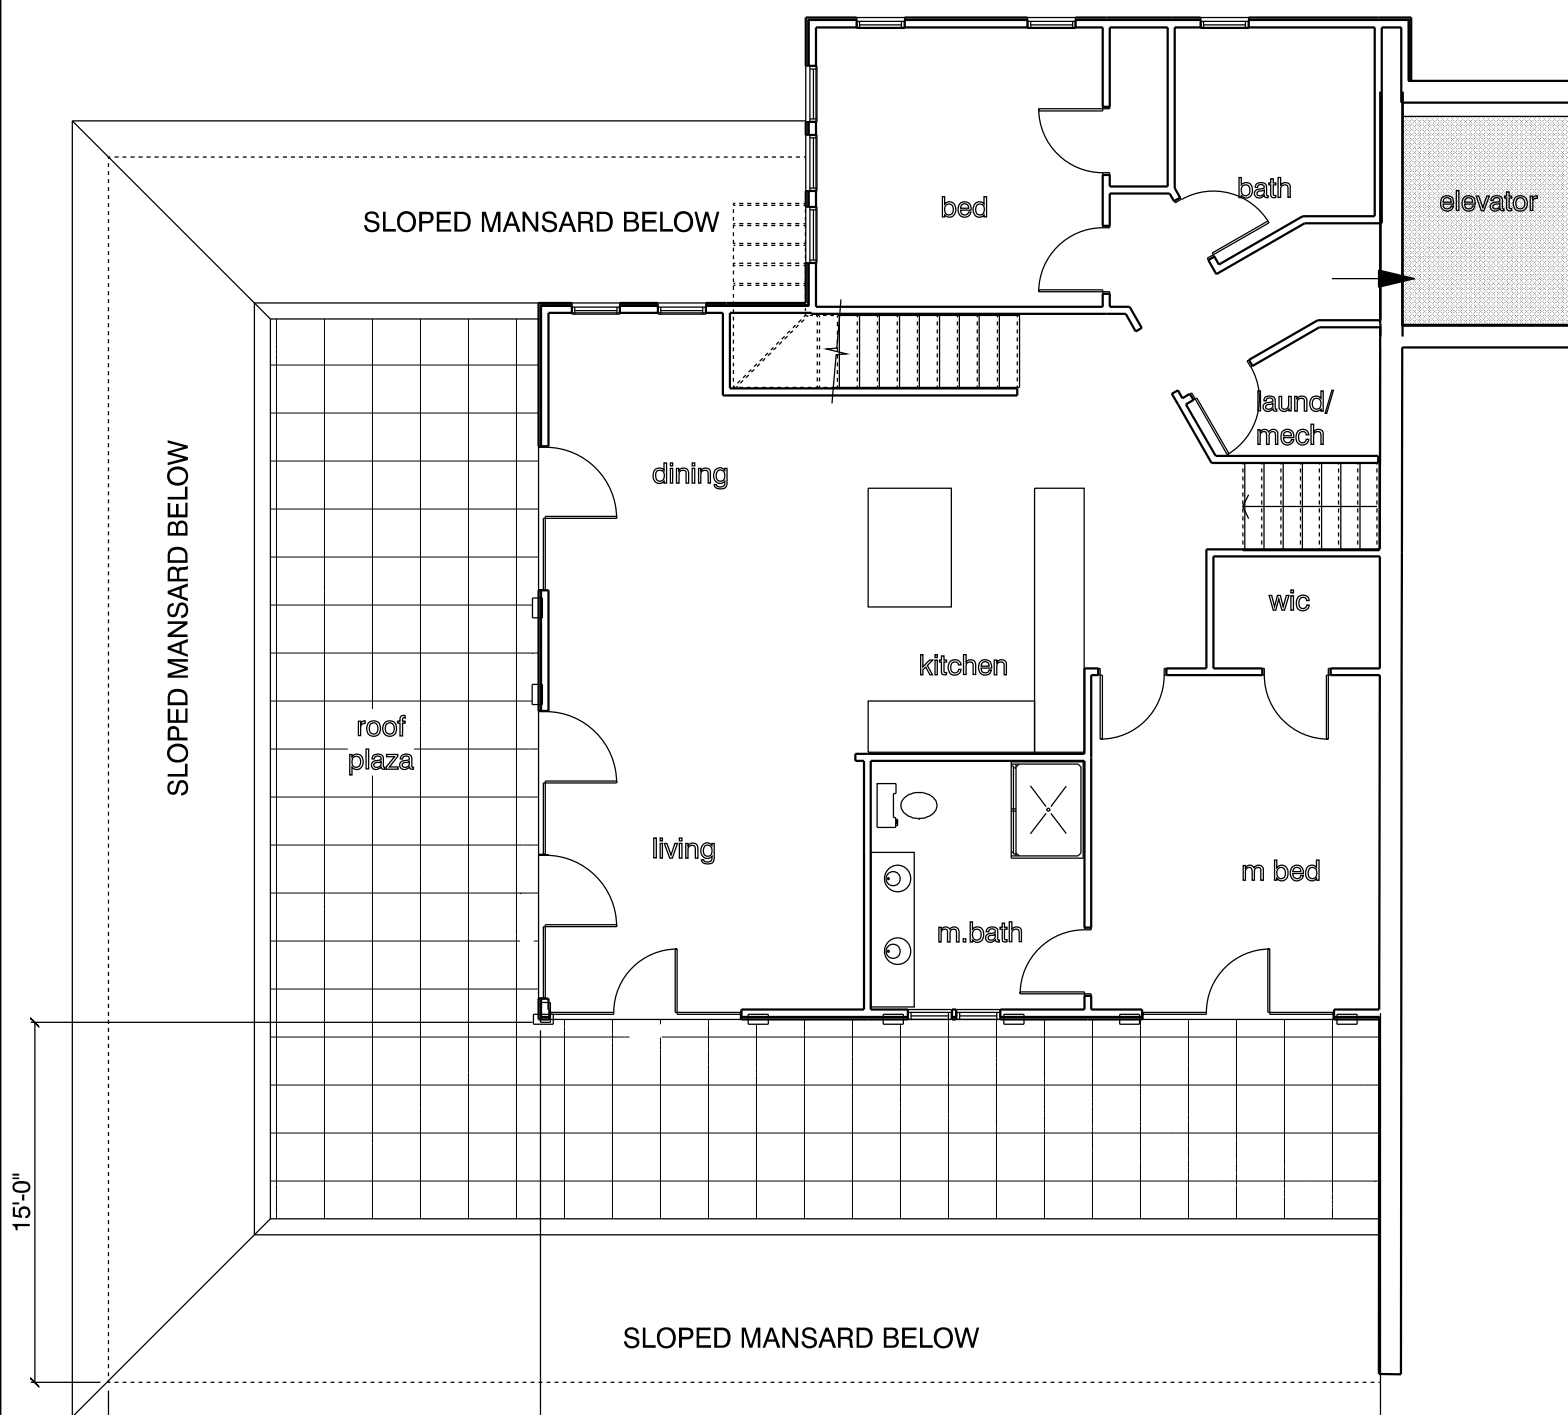 bath
elevator
bed
SLOPED MANSARD BELOW
laund/
mech
dining
SLOPED MANSARD BELOW
wic
kitchen
roof
plaza
living
m bed
m.bath
15'-0"
SLOPED MANSARD BELOW